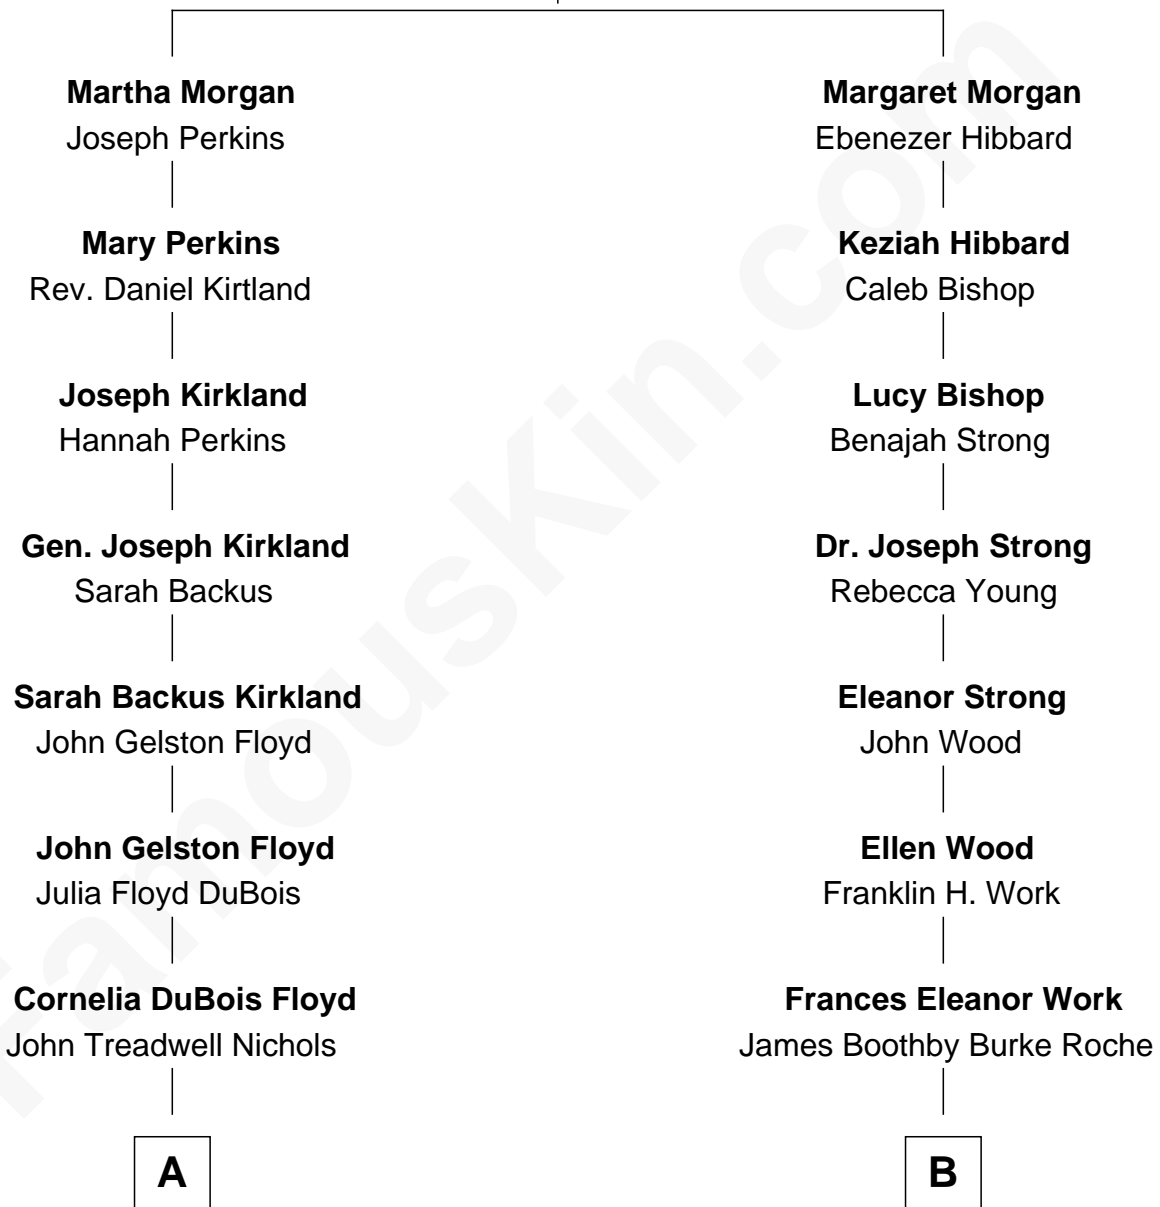 Martha Morgan
Joseph Perkins
Mary Perkins
Rev. Daniel Kirtland
Joseph Kirkland
Hannah Perkins
Gen. Joseph Kirkland
Sarah Backus
Sarah Backus Kirkland
John Gelston Floyd
John Gelston Floyd
Julia Floyd DuBois
Cornelia DuBois Floyd
John Treadwell Nichols
A
Margaret Morgan
Ebenezer Hibbard
Keziah Hibbard
Caleb Bishop
Lucy Bishop
Benajah Strong
Dr. Joseph Strong
Rebecca Young
Eleanor Strong
John Wood
Ellen Wood
Franklin H. Work
Frances Eleanor Work
James Boothby Burke Roche
B
FamousKin.com